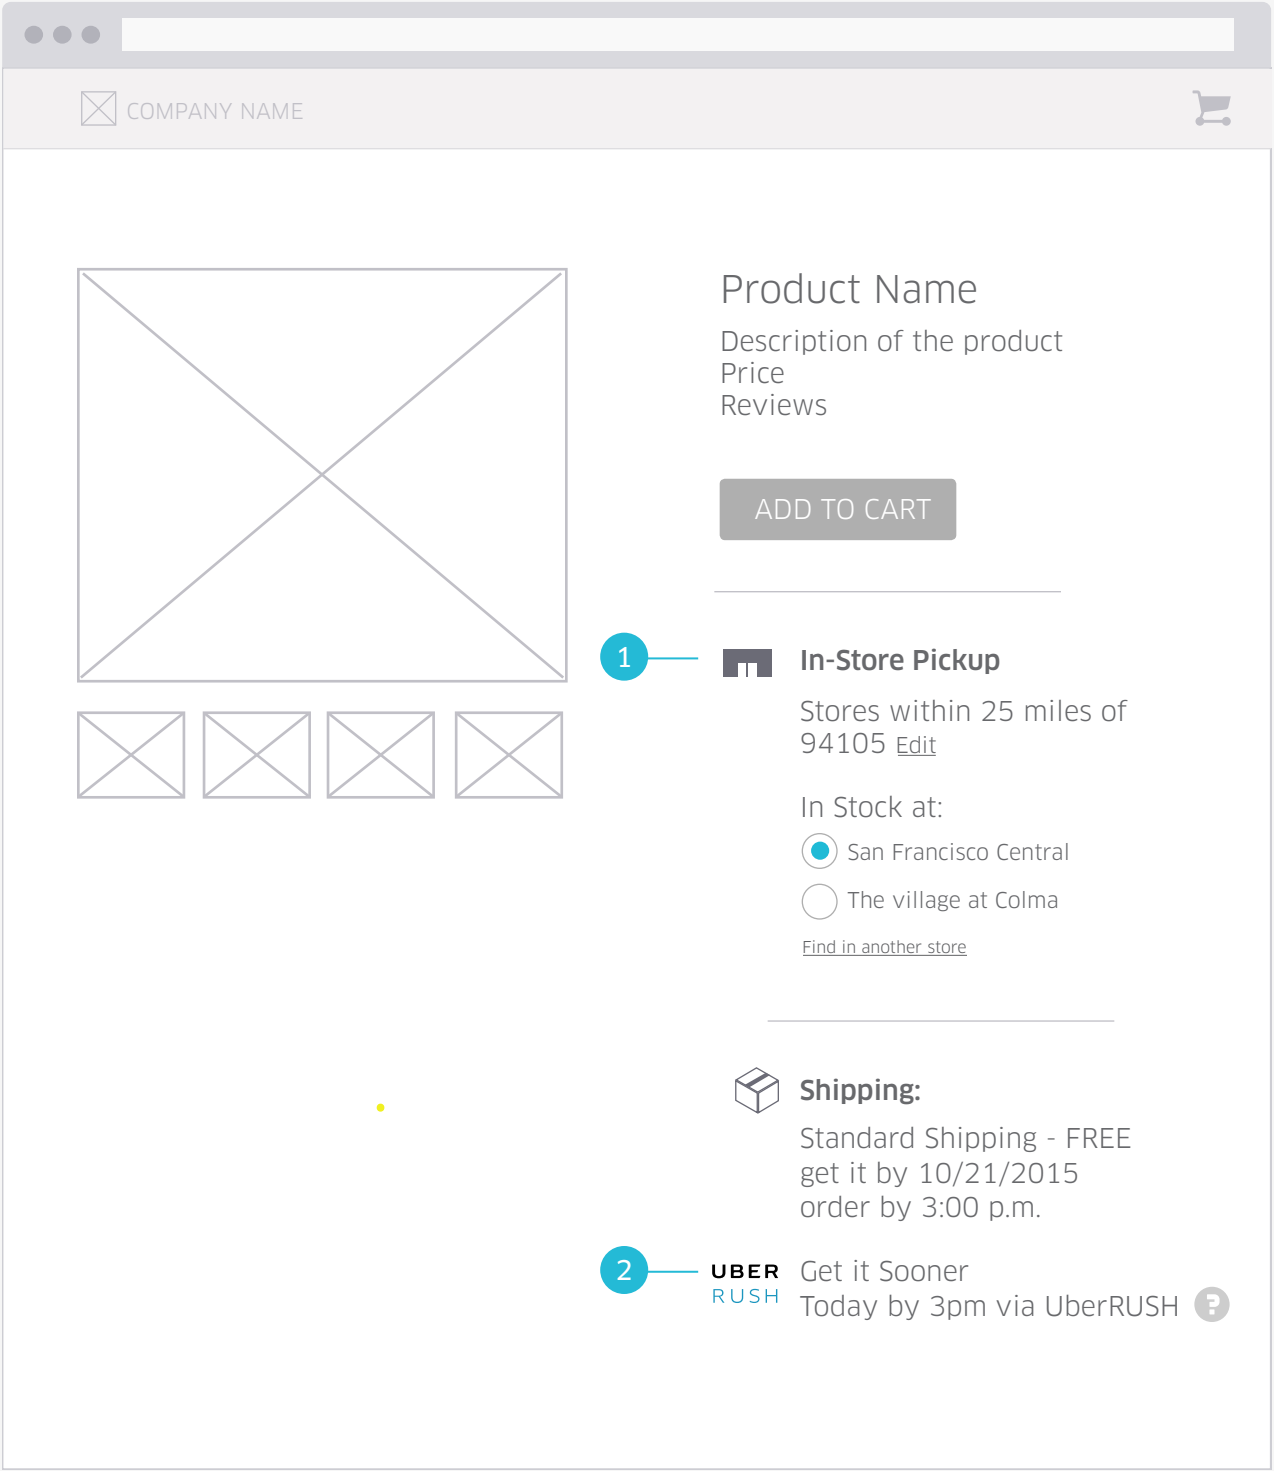 COMPANY NAME
Product Name
Description of the product
Price
Reviews
ADD TO CART
1
In-Store Pickup
Stores within 25 miles of
94105 Edit
In Stock at:
San Francisco Central
The village at Colma
Find in another store
Shipping:
Standard Shipping - FREE
get it by 10/21/2015
order by 3:00 p.m.
2
UBER
RUSH
Get it Sooner
Today by 3pm via UberRUSH ?